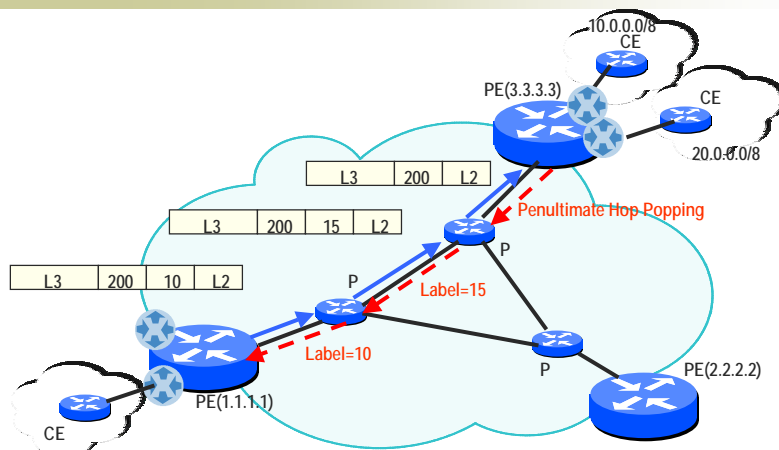 10.0.0.0/8
CE
PE(3.3.3.3)
CE
20.0.0.0/8
L3 200 L2
Penultimate Hop Popping
L3 200 15 L2
P
L3 200 10 L2
P
Label=15
Label=10
P
PE(2.2.2.2)
PE(1.1.1.1)
CE